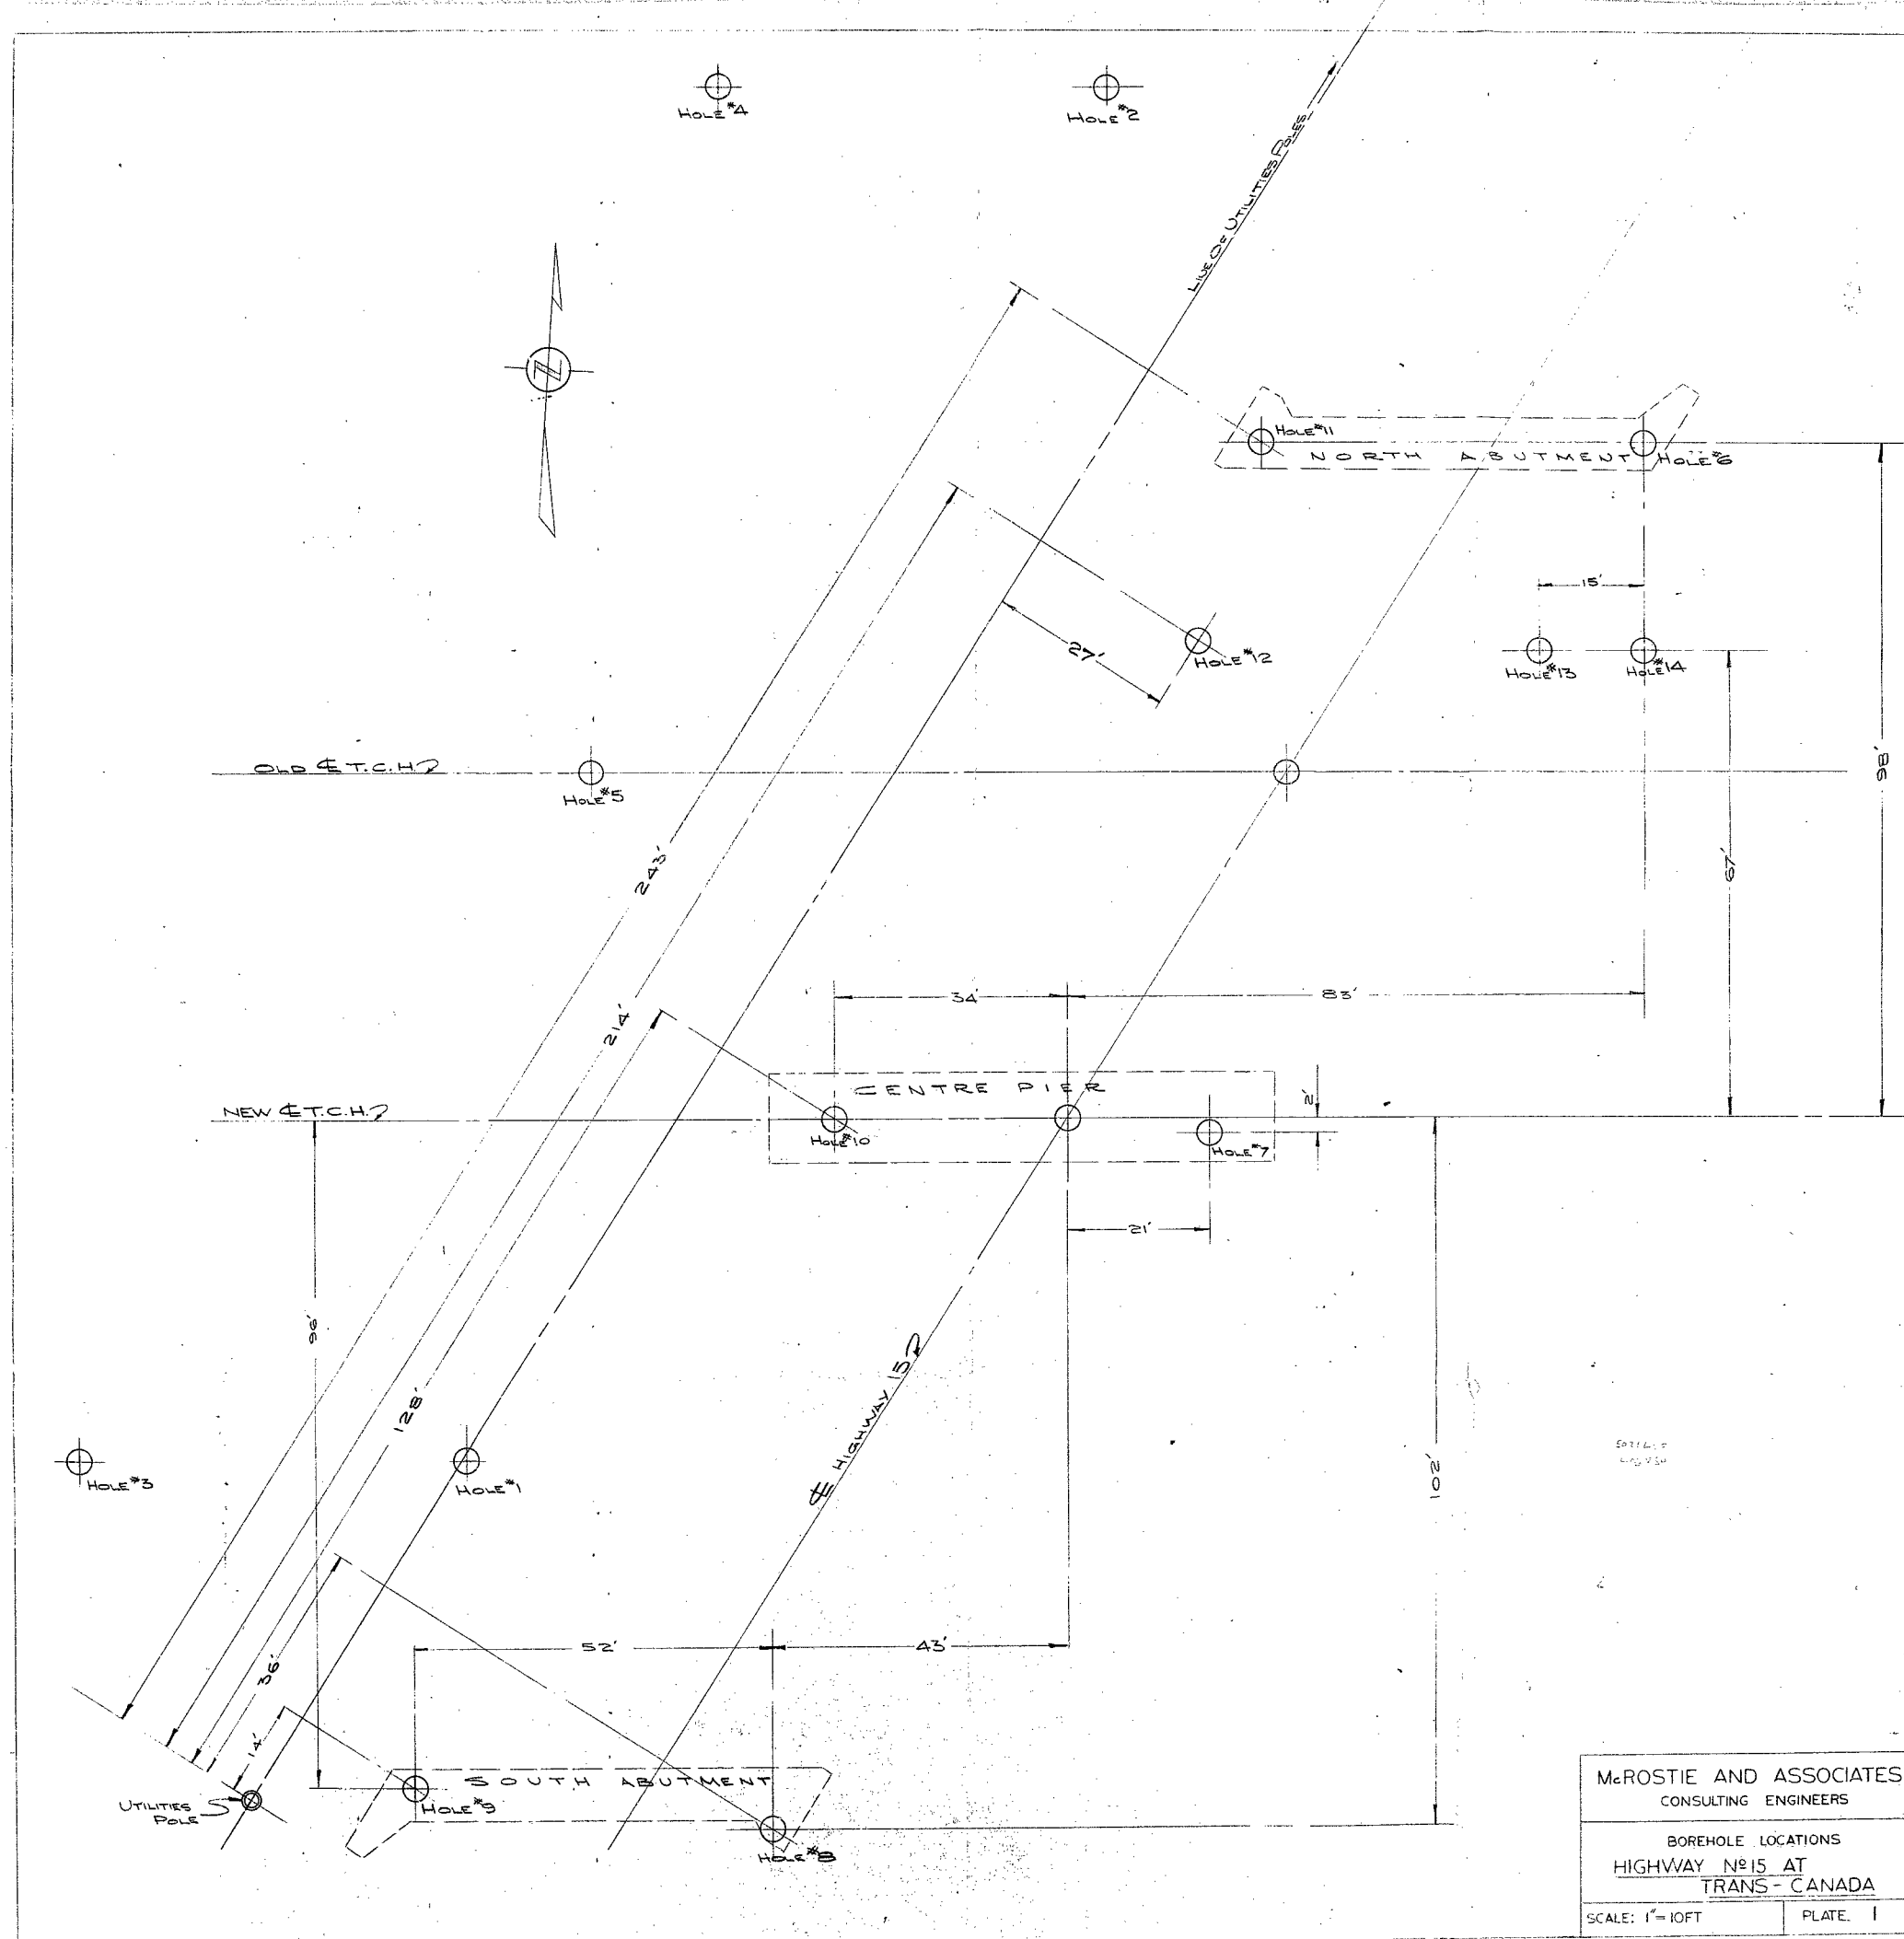 HOLE #4
HOLE #2
LINE OF UTILITIES POLES
N
HOLE #11
NORTH ABUTMENT
HOLE #6
15'
27'
HOLE #12
HOLE #13
HOLE #14
OLD ℄ T.C.H.
HOLE #5
98'
243'
67'
214'
34'
83'
CENTRE PIER
2'
NEW ℄ T.C.H.
HOLE #10
HOLE #7
21'
96'
℄ HIGHWAY 15
128'
HOLE #3
HOLE #1
102'
52'
43'
36'
14'
SOUTH ABUTMENT
UTILITIES
POLE
HOLE #9
HOLE #8
McROSTIE AND ASSOCIATES
CONSULTING ENGINEERS
BOREHOLE LOCATIONS
HIGHWAY Nº 15 AT
TRANS-CANADA
SCALE: 1"=10FT
PLATE. 1